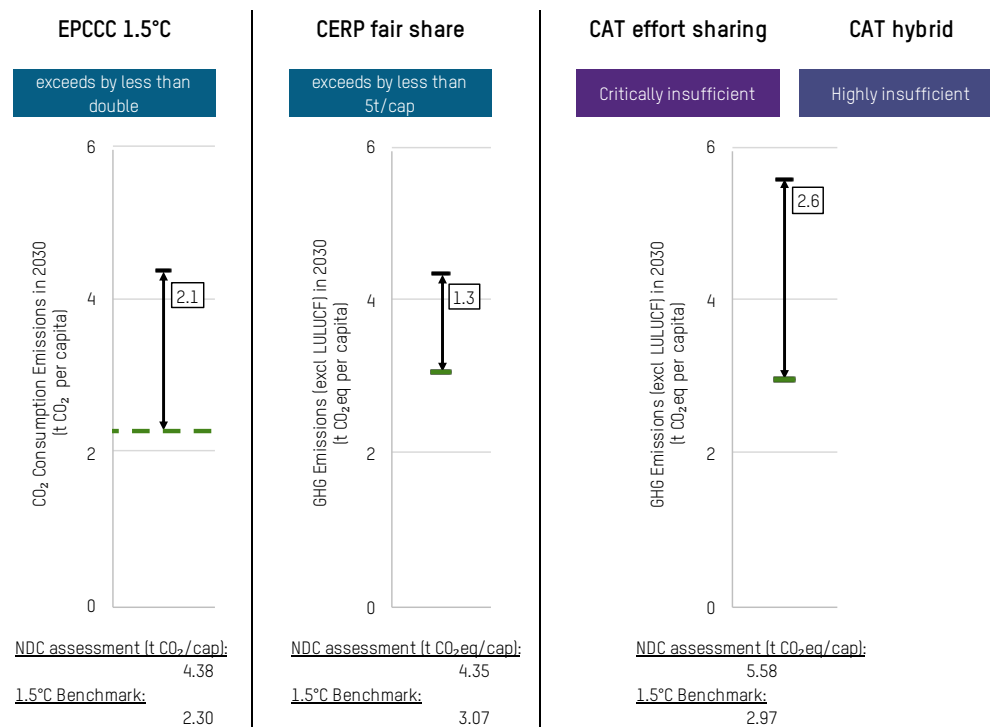 EPCCC 1.5°C
exceeds by less than
double
6
4
2
0
CO₂ Consumption Emissions in 2030
(t CO₂ per capita)
2.1
NDC assessment (t CO₂/cap):
4.38
1.5°C Benchmark:
2.30
CERP fair share
exceeds by less than
5t/cap
6
4
2
0
GHG Emissions (excl LULUCF) in 2030
(t CO₂eq per capita)
1.3
NDC assessment (t CO₂eq/cap):
4.35
1.5°C Benchmark:
3.07
CAT effort sharing
CAT hybrid
Critically insufficient
Highly insufficient
6
4
2
0
GHG Emissions (excl LULUCF) in 2030
(t CO₂eq per capita)
2.6
NDC assessment (t CO₂eq/cap):
5.58
1.5°C Benchmark:
2.97